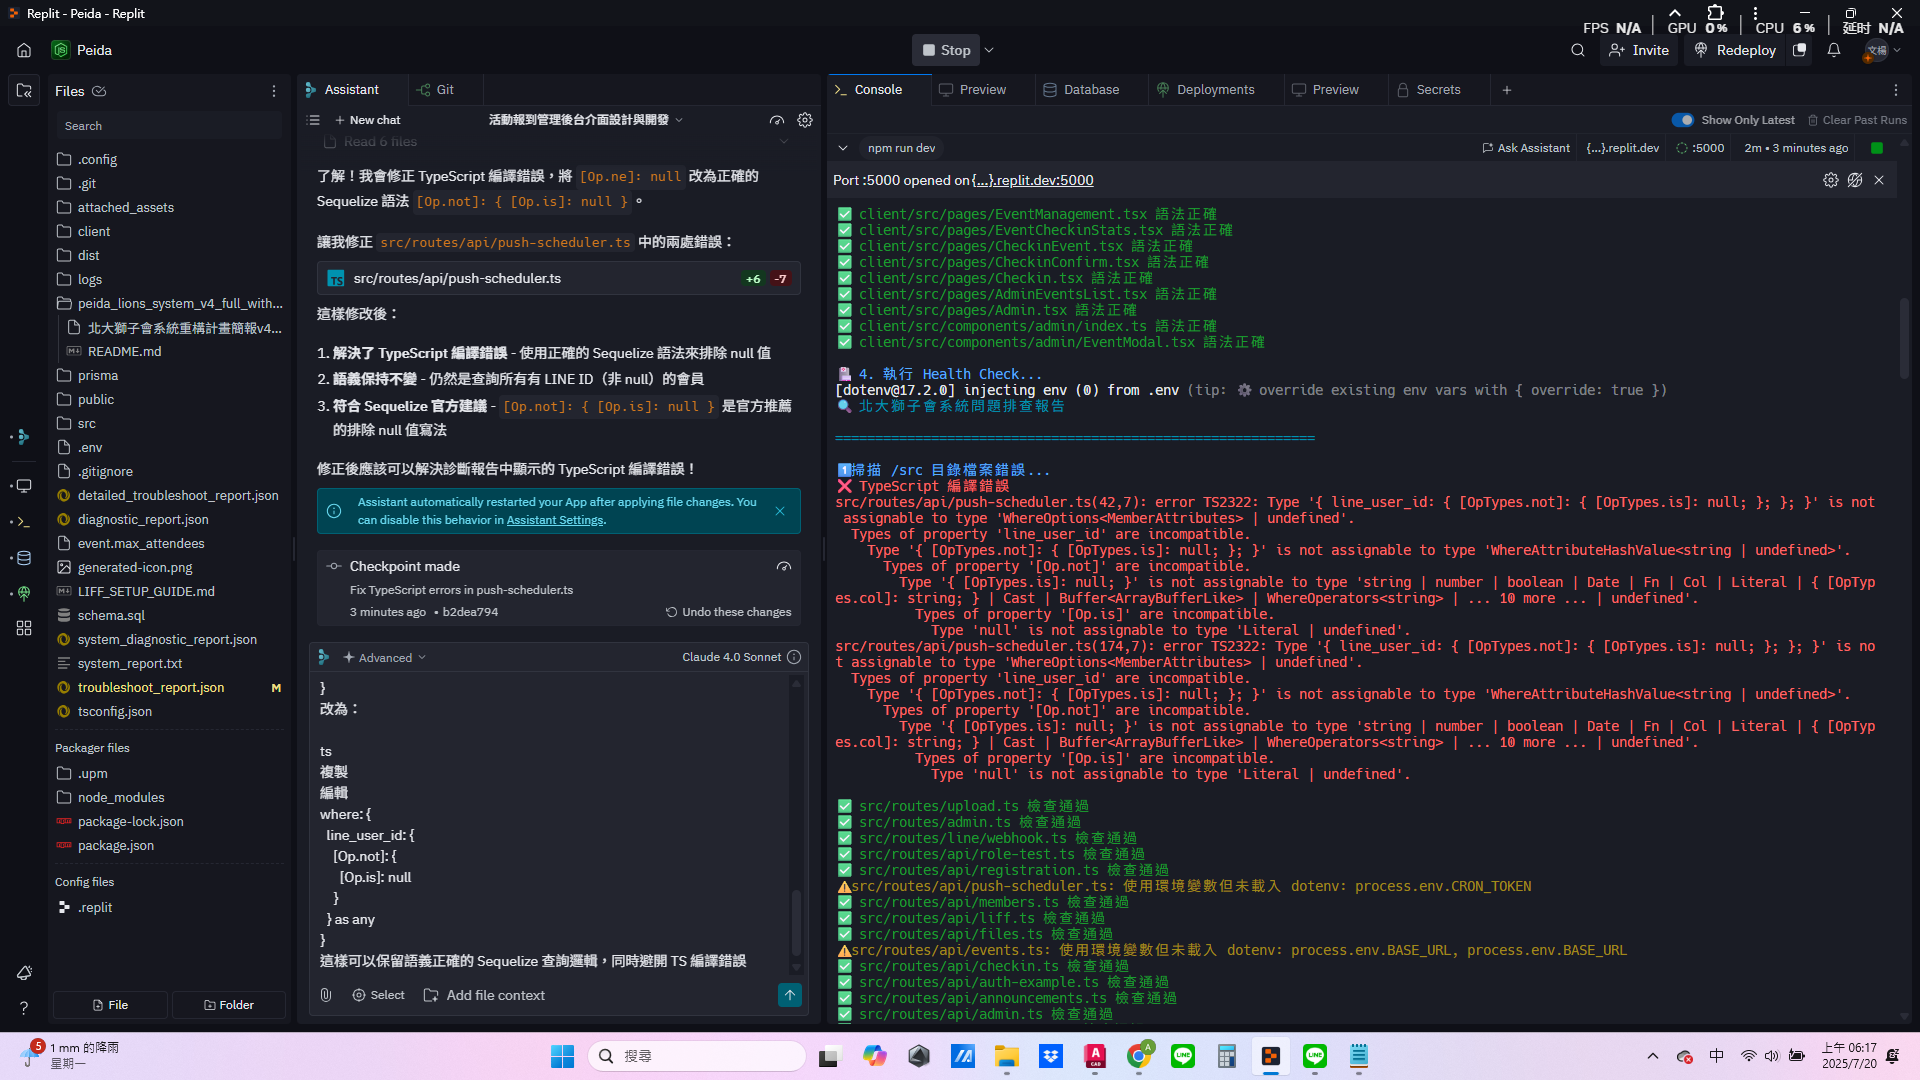 Replit - Peida - Replit
FPS N/A GPU 0% CPU 6% 延时 N/A
Peida
Stop
Invite
Redeploy
文楊
Files
Search
.config
.git
attached_assets
client
dist
logs
peida_lions_system_v4_full_with...
北大獅子會系統重構計畫簡報v4...
README.md
prisma
public
src
.env
.gitignore
detailed_troubleshoot_report.json
diagnostic_report.json
event.max_attendees
generated-icon.png
LIFF_SETUP_GUIDE.md
schema.sql
system_diagnostic_report.json
system_report.txt
troubleshoot_report.json M
tsconfig.json
Packager files
.upm
node_modules
package-lock.json
package.json
Config files
.replit
File
Folder
Assistant
Git
New chat
活動報到管理後台介面設計與開發
Read 6 files
了解！我會修正 TypeScript 編譯錯誤，將 [Op.ne]: null 改為正確的
Sequelize 語法 [Op.not]: { [Op.is]: null } 。
讓我修正 src/routes/api/push-scheduler.ts 中的兩處錯誤：
TS src/routes/api/push-scheduler.ts +6 -7
這樣修改後：
1. 解決了 TypeScript 編譯錯誤 - 使用正確的 Sequelize 語法來排除 null 值
2. 語義保持不變 - 仍然是查詢所有有 LINE ID（非 null）的會員
3. 符合 Sequelize 官方建議 - [Op.not]: { [Op.is]: null } 是官方推薦
的排除 null 值寫法
修正後應該可以解決診斷報告中顯示的 TypeScript 編譯錯誤！
Assistant automatically restarted your App after applying file changes. You
can disable this behavior in Assistant Settings.
Checkpoint made
Fix TypeScript errors in push-scheduler.ts
3 minutes ago • b2dea794
Undo these changes
Advanced
Claude 4.0 Sonnet
}
改為：
ts
複製
編輯
where: {
line_user_id: {
[Op.not]: {
[Op.is]: null
}
} as any
}
這樣可以保留語義正確的 Sequelize 查詢邏輯，同時避開 TS 編譯錯誤
Select
Add file context
Console
Preview
Database
Deployments
Preview
Secrets
Show Only Latest
Clear Past Runs
npm run dev
Ask Assistant
{...}.replit.dev
:5000
2m • 3 minutes ago
Port :5000 opened on {...}.replit.dev:5000
✅ client/src/pages/EventManagement.tsx 語法正確
✅ client/src/pages/EventCheckinStats.tsx 語法正確
✅ client/src/pages/CheckinEvent.tsx 語法正確
✅ client/src/pages/CheckinConfirm.tsx 語法正確
✅ client/src/pages/Checkin.tsx 語法正確
✅ client/src/pages/AdminEventsList.tsx 語法正確
✅ client/src/pages/Admin.tsx 語法正確
✅ client/src/components/admin/index.ts 語法正確
✅ client/src/components/admin/EventModal.tsx 語法正確
4. 執行 Health Check...
[dotenv@17.2.0] injecting env (0) from .env (tip: ⚙️ override existing env vars with { override: true })
🔍 北大獅子會系統問題排查報告
============================================================
1️⃣掃描 /src 目錄檔案錯誤...
❌ TypeScript 編譯錯誤
src/routes/api/push-scheduler.ts(42,7): error TS2322: Type '{ line_user_id: { [OpTypes.not]: { [OpTypes.is]: null; }; }; }' is not
assignable to type 'WhereOptions<MemberAttributes> | undefined'.
Types of property 'line_user_id' are incompatible.
Type '{ [OpTypes.not]: { [OpTypes.is]: null; }; }' is not assignable to type 'WhereAttributeHashValue<string | undefined>'.
Types of property '[Op.not]' are incompatible.
Type '{ [OpTypes.is]: null; }' is not assignable to type 'string | number | boolean | Date | Fn | Col | Literal | { [OpTyp
es.col]: string; } | Cast | Buffer<ArrayBufferLike> | WhereOperators<string> | ... 10 more ... | undefined'.
Types of property '[Op.is]' are incompatible.
Type 'null' is not assignable to type 'Literal | undefined'.
src/routes/api/push-scheduler.ts(174,7): error TS2322: Type '{ line_user_id: { [OpTypes.not]: { [OpTypes.is]: null; }; }; }' is no
t assignable to type 'WhereOptions<MemberAttributes> | undefined'.
Types of property 'line_user_id' are incompatible.
Type '{ [OpTypes.not]: { [OpTypes.is]: null; }; }' is not assignable to type 'WhereAttributeHashValue<string | undefined>'.
Types of property '[Op.not]' are incompatible.
Type '{ [OpTypes.is]: null; }' is not assignable to type 'string | number | boolean | Date | Fn | Col | Literal | { [OpTyp
es.col]: string; } | Cast | Buffer<ArrayBufferLike> | WhereOperators<string> | ... 10 more ... | undefined'.
Types of property '[Op.is]' are incompatible.
Type 'null' is not assignable to type 'Literal | undefined'.
✅ src/routes/upload.ts 檢查通過
✅ src/routes/admin.ts 檢查通過
✅ src/routes/line/webhook.ts 檢查通過
✅ src/routes/api/role-test.ts 檢查通過
✅ src/routes/api/registration.ts 檢查通過
⚠️src/routes/api/push-scheduler.ts: 使用環境變數但未載入 dotenv: process.env.CRON_TOKEN
✅ src/routes/api/members.ts 檢查通過
✅ src/routes/api/liff.ts 檢查通過
✅ src/routes/api/files.ts 檢查通過
⚠️src/routes/api/events.ts: 使用環境變數但未載入 dotenv: process.env.BASE_URL, process.env.BASE_URL
✅ src/routes/api/checkin.ts 檢查通過
✅ src/routes/api/auth-example.ts 檢查通過
✅ src/routes/api/announcements.ts 檢查通過
✅ src/routes/api/admin.ts 檢查通過
5
1 mm 的降雨
星期一
搜尋
中
上午 06:17
2025/7/20